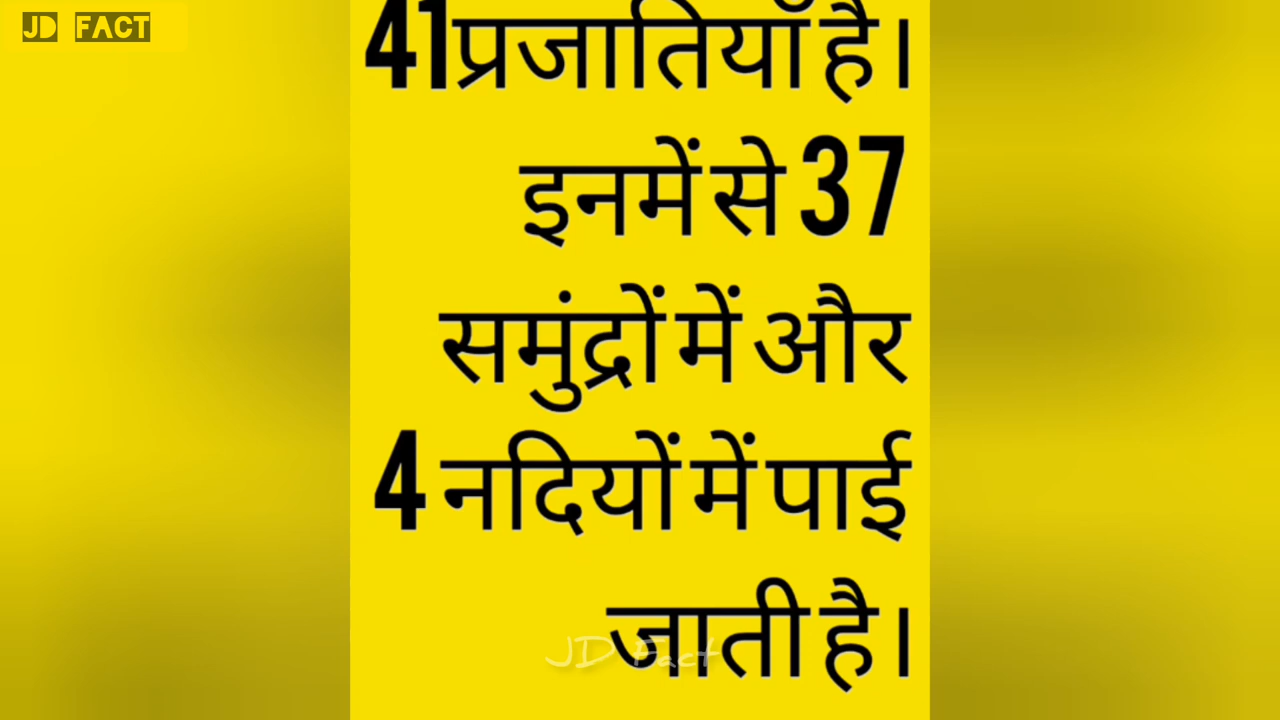 JD FACT
41प्रजातियाँ है।
इनमें से 37
समुंद्रों में और
4 नदियों में पाई
जाती है।
JD Fact